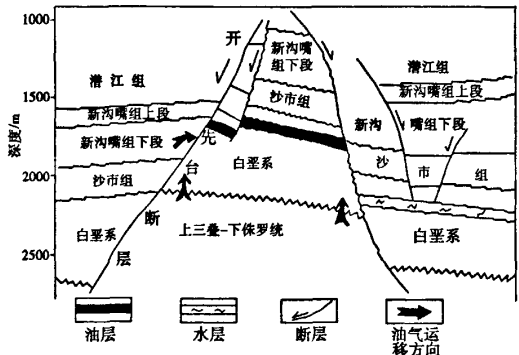 1000
1500
2000
2500
深度/m
开
先
台
断
层
潜江组
新沟嘴组上段
新沟嘴组下段
沙市组
白垩系
新沟嘴
组下段
沙市组
白垩系
上三叠-下侏罗统
潜江组
新沟嘴组上段
新沟
嘴组下段
沙
市
组
白垩系
油层
水层
断层
油气运
移方向